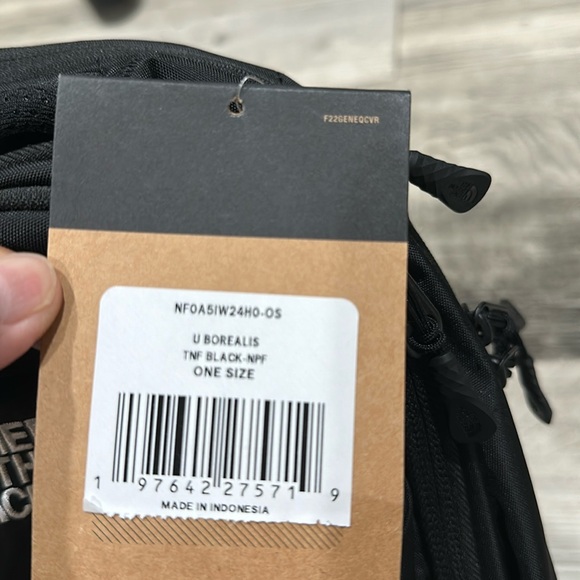 F22GENEQCVR
NF0A5IW24H0-OS
U BOREALIS
TNF BLACK-NPF
ONE SIZE
1 97642 27571 9
MADE IN INDONESIA